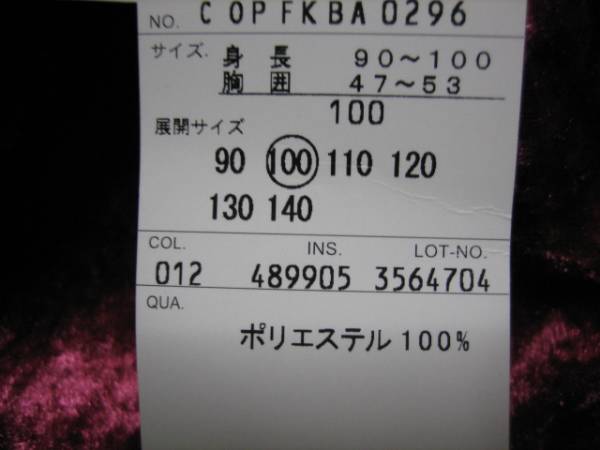 NO. C0PFKBA0296
サイズ. 身 長 90～100
胸 囲 47～53
100
展開サイズ
90 100 110 120
130 140
COL. INS. LOT-NO.
012 489905 3564704
QUA.
ポリエステル100%